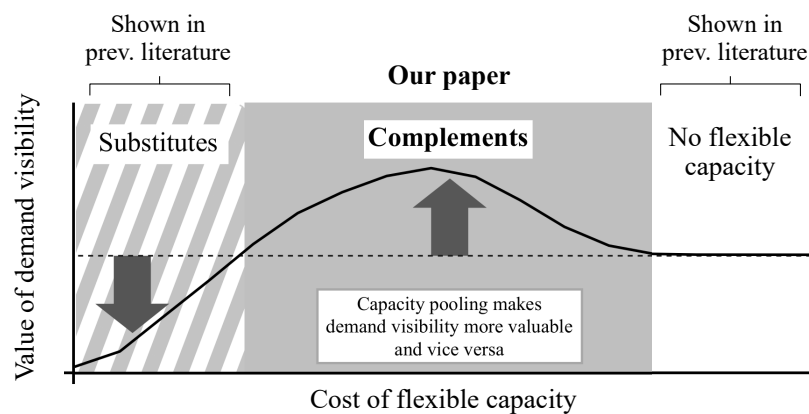 Shown in
prev. literature
Our paper
Shown in
prev. literature
Value of demand visibility
Substitutes
Complements
No flexible
capacity
Capacity pooling makes
demand visibility more valuable
and vice versa
Cost of flexible capacity